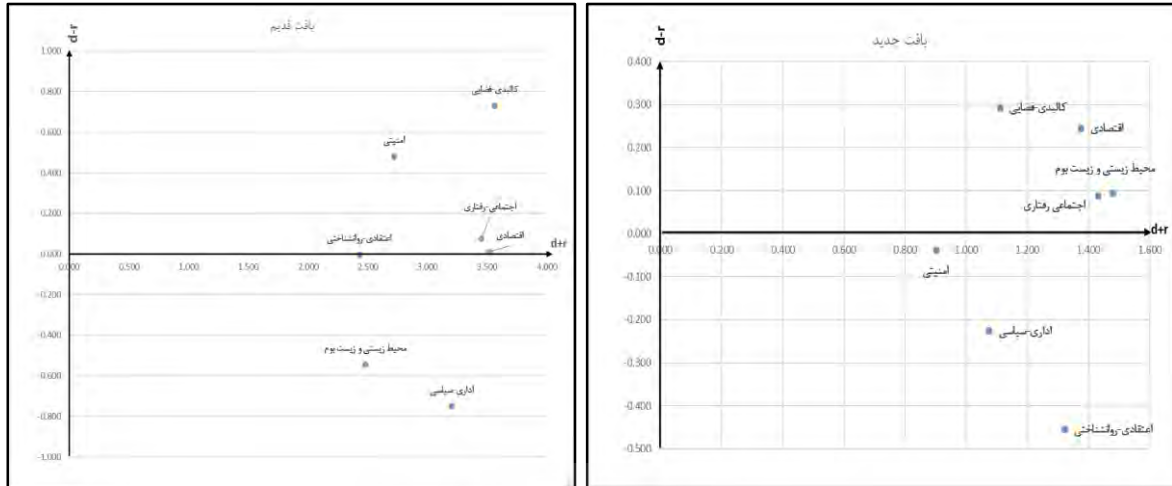 بافت قدیم
d-r
1.000
0.800
کالبدی-فضایی
0.600
امنیتی
0.400
0.200
اجتماعی-رفتاری
اعتقادی-روانشناختی
اقتصادی
d+r
0.000
0.000 0.500 1.000 1.500 2.000 2.500 3.000 3.500 4.000
-0.200
-0.400
محیط زیستی و زیست بوم
-0.600
اداری-سیاسی
-0.800
-1.000
بافت جدید
d-r
0.400
0.300
کالبدی-فضایی
اقتصادی
0.200
محیط زیستی و زیست بوم
0.100
اجتماعی رفتاری
0.000
d+r
0.000 0.200 0.400 0.600 0.800 1.000 1.200 1.400 1.600
امنیتی
-0.100
-0.200
اداری-سیاسی
-0.300
-0.400
اعتقادی-روانشناختی
-0.500